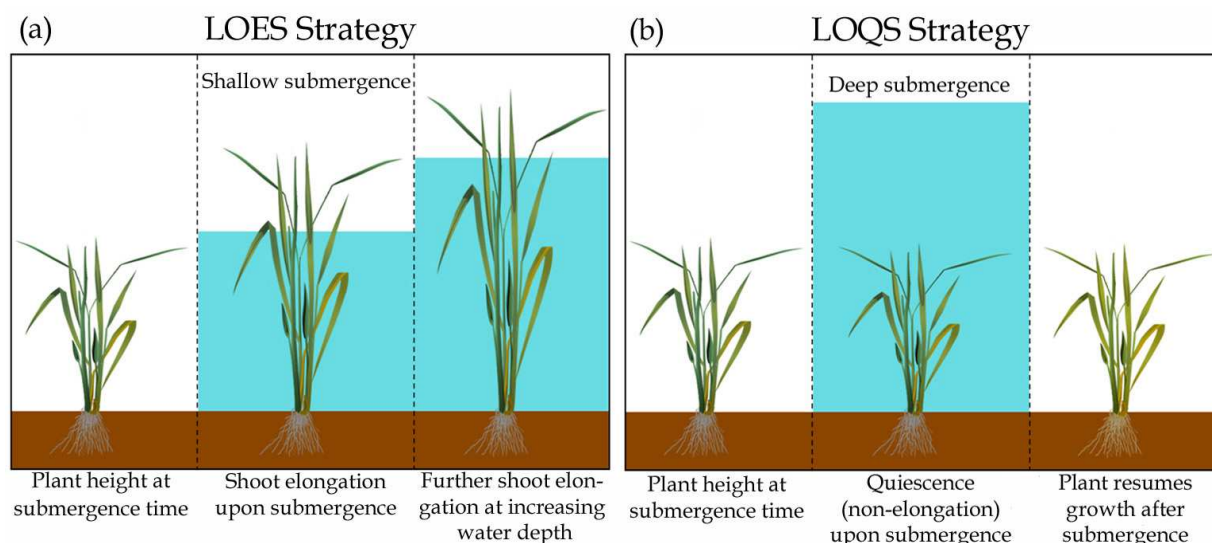 (a)
LOES Strategy
Shallow submergence
Plant height at
submergence time
Shoot elongation
upon submergence
Further shoot elon-
gation at increasing
water depth
(b)
LOQS Strategy
Deep submergence
Plant height at
submergence time
Quiescence
(non-elongation)
upon submergence
Plant resumes
growth after
submergence